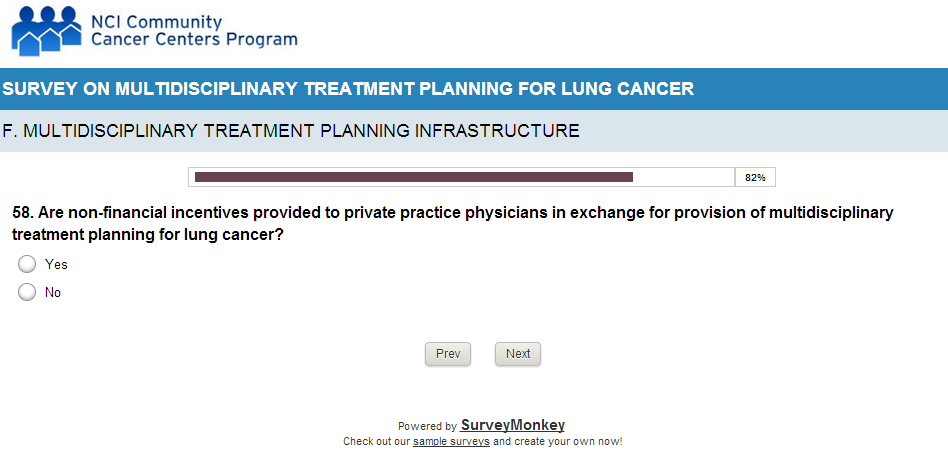 NCI Community
Cancer Centers Program
SURVEY ON MULTIDISCIPLINARY TREATMENT PLANNING FOR LUNG CANCER
F. MULTIDISCIPLINARY TREATMENT PLANNING INFRASTRUCTURE
82%
58. Are non-financial incentives provided to private practice physicians in exchange for provision of multidisciplinary
treatment planning for lung cancer?
Yes
No
Prev Next
Powered by SurveyMonkey
Check out our sample surveys and create your own now!